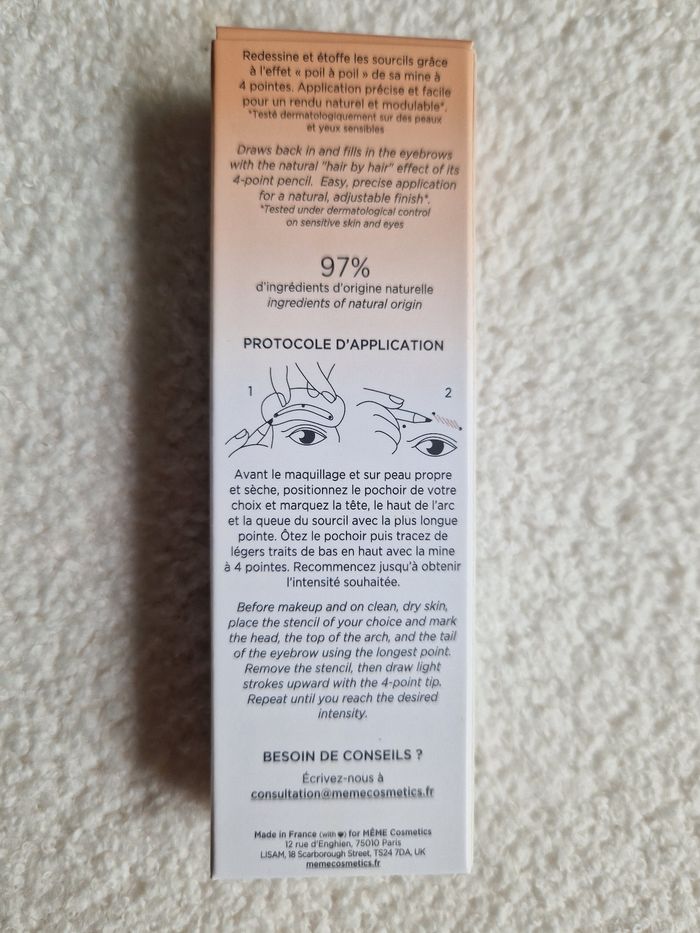 Redessine et étoffe les sourcils grâce
à l'effet « poil à poil » de sa mine à
4 pointes. Application précise et facile
pour un rendu naturel et modulable*.
*Testé dermatologiquement sur des peaux
et yeux sensibles
Draws back in and fills in the eyebrows
with the natural "hair by hair" effect of its
4-point pencil. Easy, precise application
for a natural, adjustable finish*.
*Tested under dermatological control
on sensitive skin and eyes
97%
d'ingrédients d'origine naturelle
ingredients of natural origin
PROTOCOLE D'APPLICATION
1 2
Avant le maquillage et sur peau propre
et sèche, positionnez le pochoir de votre
choix et marquez la tête, le haut de l'arc
et la queue du sourcil avec la plus longue
pointe. Ôtez le pochoir puis tracez de
légers traits de bas en haut avec la mine
à 4 pointes. Recommencez jusqu'à obtenir
l'intensité souhaitée.
Before makeup and on clean, dry skin,
place the stencil of your choice and mark
the head, the top of the arch, and the tail
of the eyebrow using the longest point.
Remove the stencil, then draw light
strokes upward with the 4-point tip.
Repeat until you reach the desired
intensity.
BESOIN DE CONSEILS ?
Écrivez-nous à
consultation@memecosmetics.fr
Made in France (with ♥) for MÊME Cosmetics
12 rue d'Enghien, 75010 Paris
LISAM, 18 Scarborough Street, TS24 7DA, UK
memecosmetics.fr